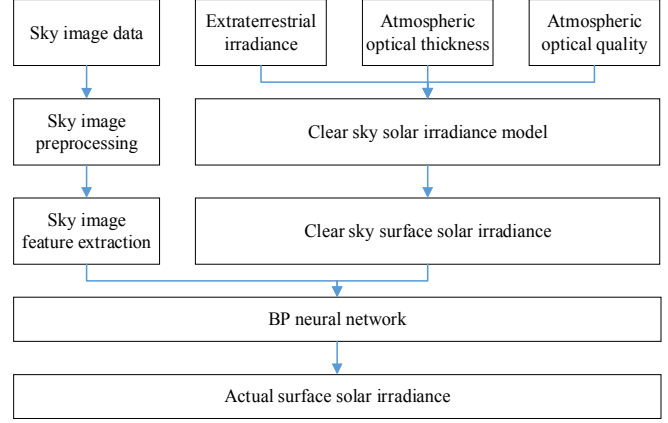 Sky image data
Extraterrestrial
irradiance
Atmospheric
optical thickness
Atmospheric
optical quality
Sky image
preprocessing
Clear sky solar irradiance model
Sky image
feature extraction
Clear sky surface solar irradiance
BP neural network
Actual surface solar irradiance